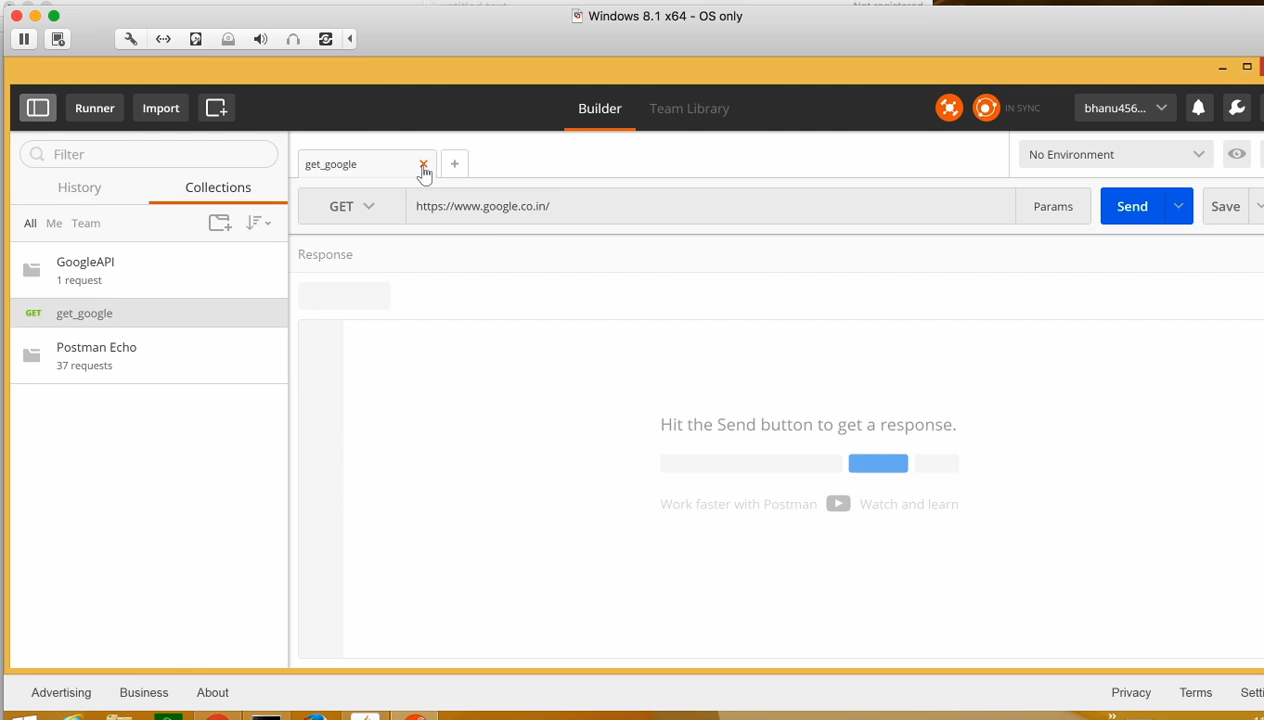 Windows 8.1 x64 - OS only
Runner
Import
Builder
Team Library
IN SYNC
bhanu456...
Filter
History
Collections
All
Me
Team
GoogleAPI
1 request
GET
get_google
Postman Echo
37 requests
get_google
+
No Environment
GET
https://www.google.co.in/
Params
Send
Save
Response
Hit the Send button to get a response.
Work faster with Postman
Watch and learn
Advertising
Business
About
Privacy
Terms